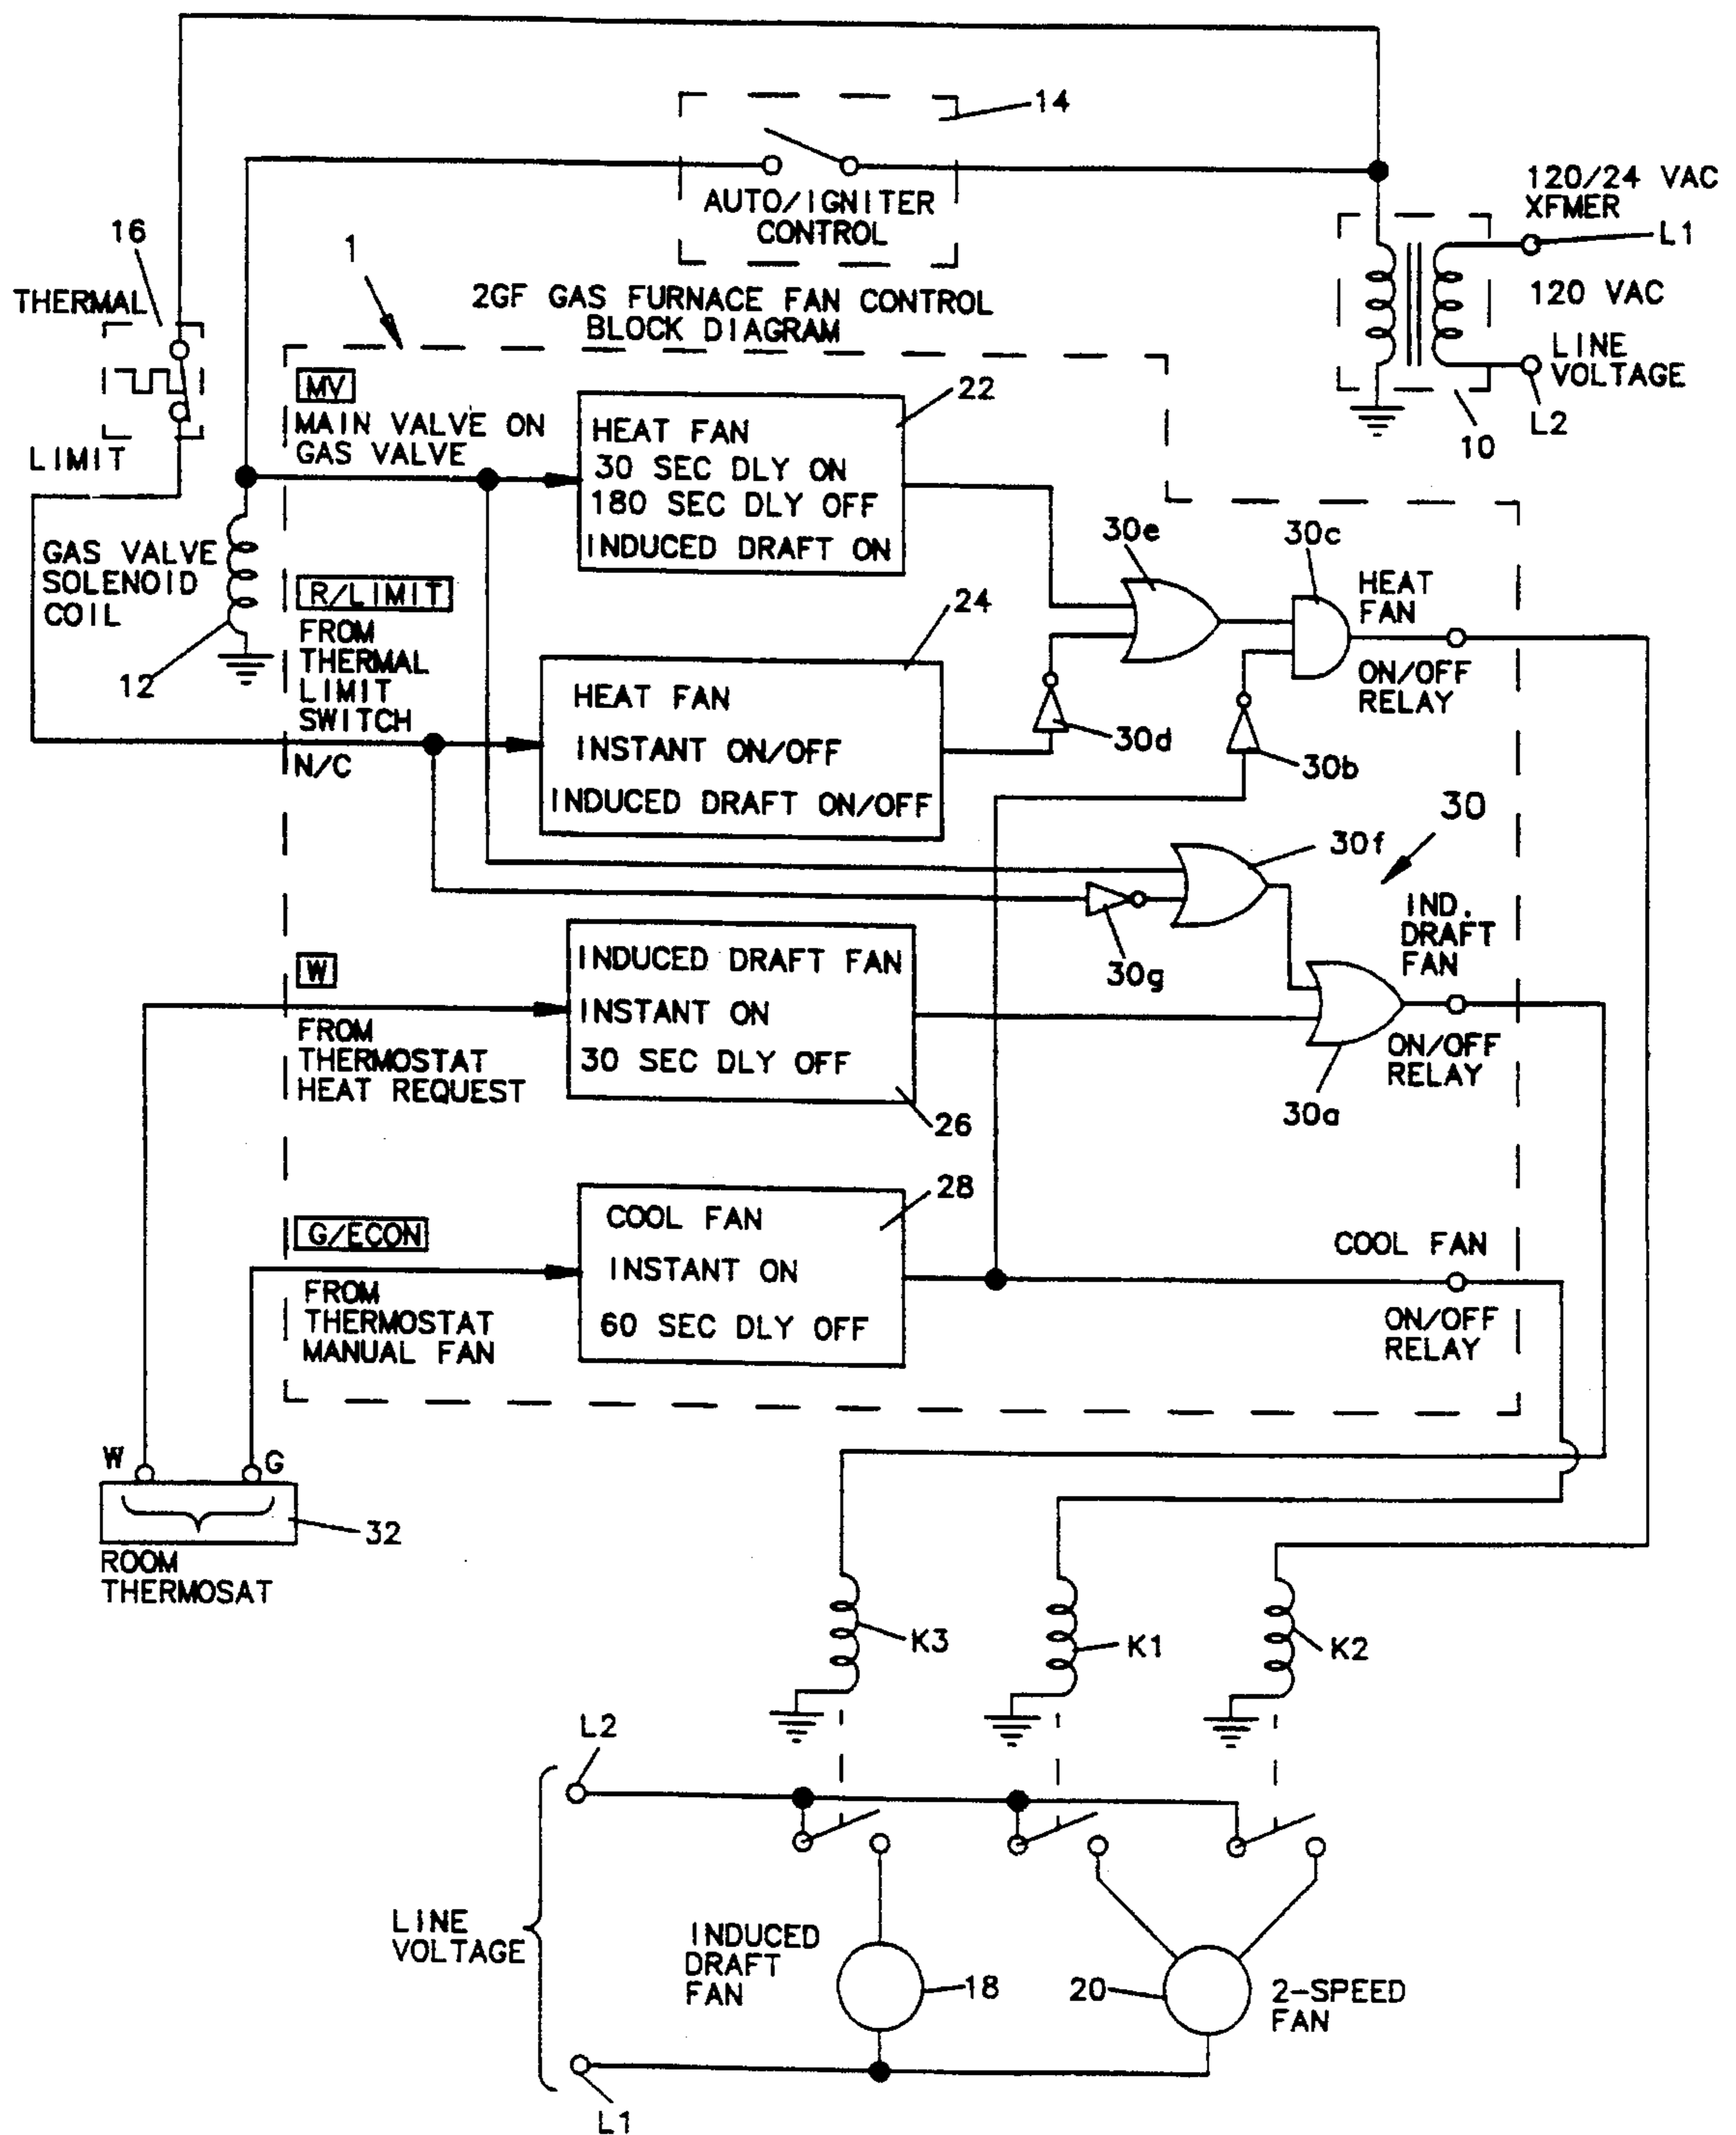 14
AUTO/IGNITER
CONTROL
120/24 VAC
XFMER
L1
120 VAC
LINE
VOLTAGE
L2
10
16
THERMAL
LIMIT
1
2GF GAS FURNACE FAN CONTROL
BLOCK DIAGRAM
MV
MAIN VALVE ON
GAS VALVE
HEAT FAN
30 SEC DLY ON
180 SEC DLY OFF
INDUCED DRAFT ON
22
GAS VALVE
SOLENOID
COIL
12
R/LIMIT
FROM
THERMAL
LIMIT
SWITCH
N/C
HEAT FAN
INSTANT ON/OFF
INDUCED DRAFT ON/OFF
24
30e
30c
HEAT
FAN
ON/OFF
RELAY
30d
30b
30
30f
30g
IND.
DRAFT
FAN
ON/OFF
RELAY
30a
W
FROM
THERMOSTAT
HEAT REQUEST
INDUCED DRAFT FAN
INSTANT ON
30 SEC DLY OFF
26
G/ECON
FROM
THERMOSTAT
MANUAL FAN
COOL FAN
INSTANT ON
60 SEC DLY OFF
28
COOL FAN
ON/OFF
RELAY
W
G
32
ROOM
THERMOSAT
K3
K1
K2
L2
LINE
VOLTAGE
INDUCED
DRAFT
FAN
18
20
2-SPEED
FAN
L1